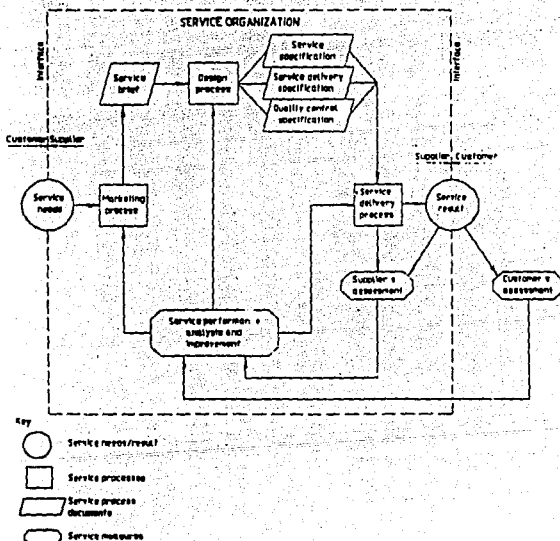 SERVICE ORGANIZATION
Interface
Interface
Service
brief
Design
process
Service
specification
Service delivery
specification
Quality control
specification
Customer Supplier
Supplier Customer
Service
needs
Marketing
process
Service
delivery
process
Service
result
Supplier's
assessment
Customer's
assessment
Service performance
analysis and
improvement
Key
Service needs/result
Service processes
Service process
documents
Service measures